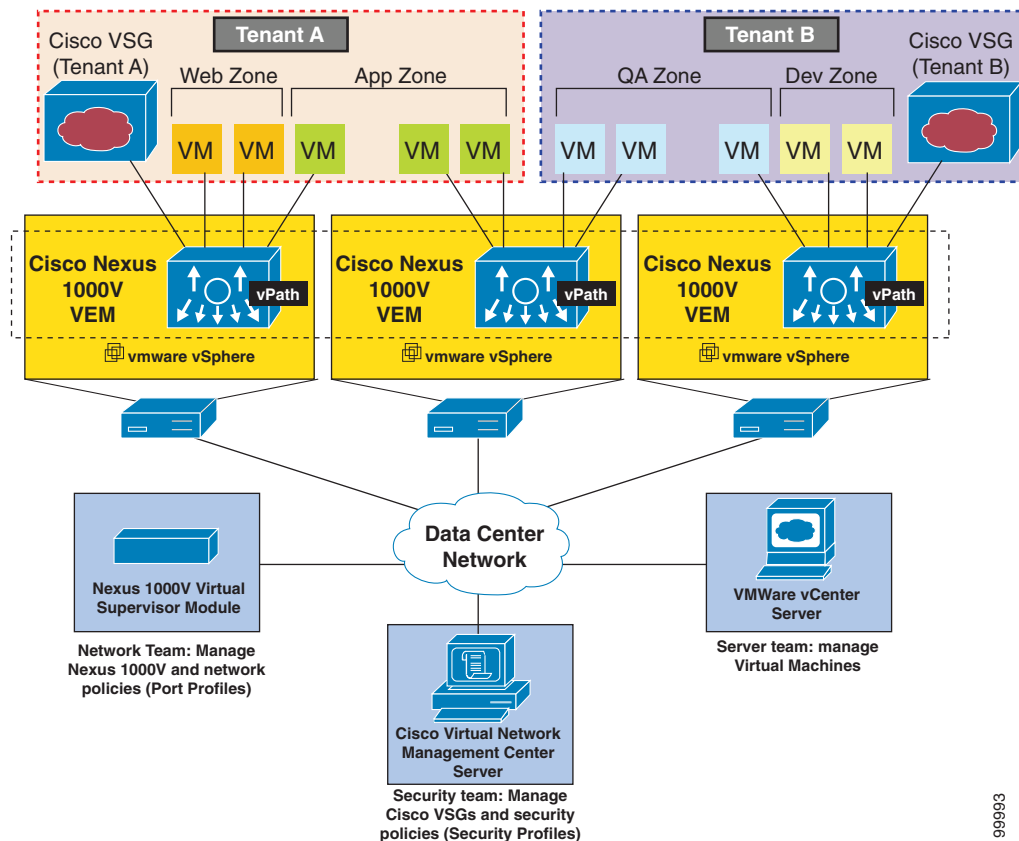 Tenant A
Tenant B
Cisco VSG
(Tenant A)
Web Zone
App Zone
QA Zone
Dev Zone
Cisco VSG
(Tenant B)
VM
VM
VM
VM
VM
VM
VM
VM
VM
VM
Cisco Nexus
1000V
VEM
vPath
vmware vSphere
Cisco Nexus
1000V
VEM
vPath
vmware vSphere
Cisco Nexus
1000V
VEM
vPath
vmware vSphere
Data Center
Network
Nexus 1000V Virtual
Supervisor Module
Network Team: Manage
Nexus 1000V and network
policies (Port Profiles)
VMWare vCenter
Server
Server team: manage
Virtual Machines
Cisco Virtual Network
Management Center
Server
Security team: Manage
Cisco VSGs and security
policies (Security Profiles)
99993